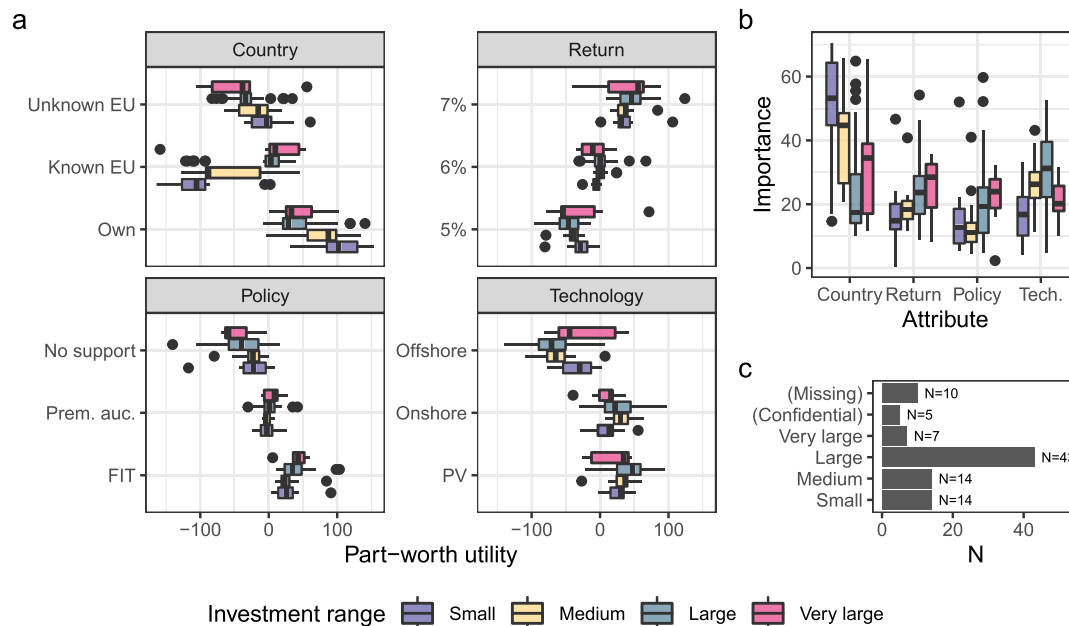 a
Country
Return
Unknown EU
Known EU
Own
7%
6%
5%
Policy
Technology
No support
Prem. auc.
FIT
Offshore
Onshore
PV
−100 0 100
−100 0 100
Part−worth utility
b
60
40
20
0
Importance
Country Return Policy Tech.
Attribute
c
(Missing) N=10
(Confidential) N=5
Very large N=7
Large N=43
Medium N=14
Small N=14
0 20 40
N
Investment range Small Medium Large Very large